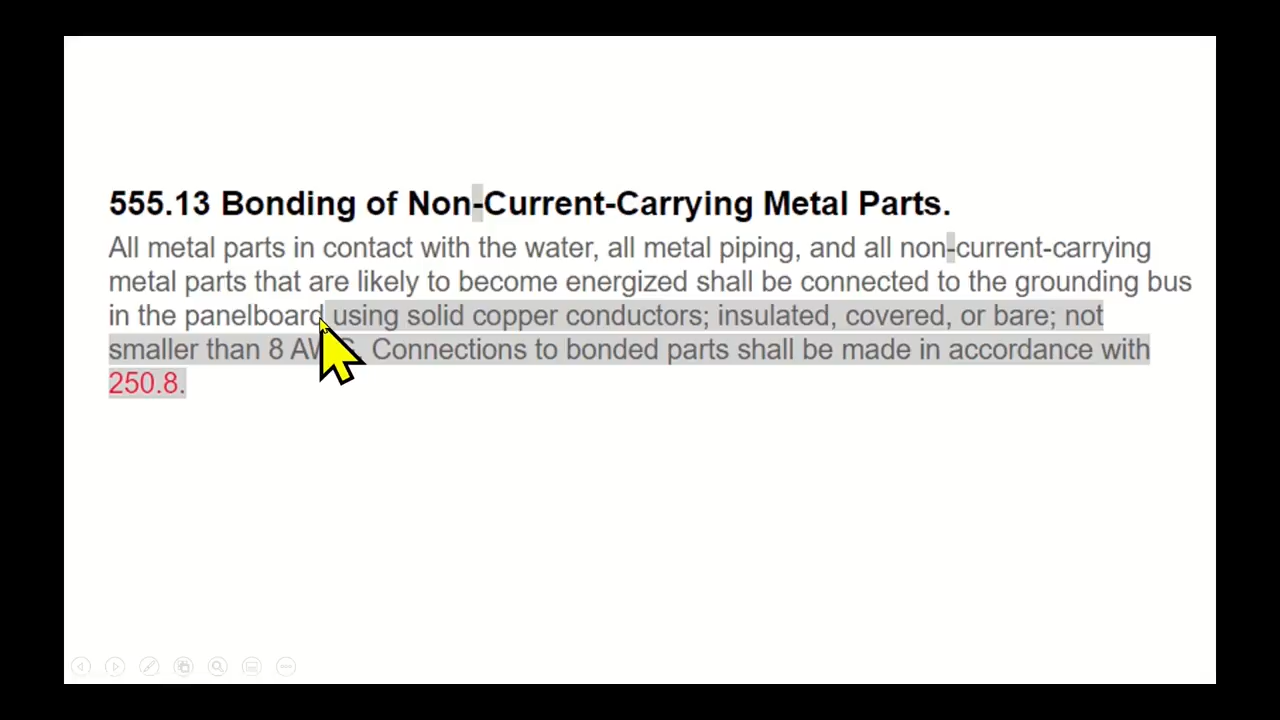 555.13 Bonding of Non-Current-Carrying Metal Parts.
All metal parts in contact with the water, all metal piping, and all non-current-carrying
metal parts that are likely to become energized shall be connected to the grounding bus
in the panelboard using solid copper conductors; insulated, covered, or bare; not
smaller than 8 AWG. Connections to bonded parts shall be made in accordance with
250.8.